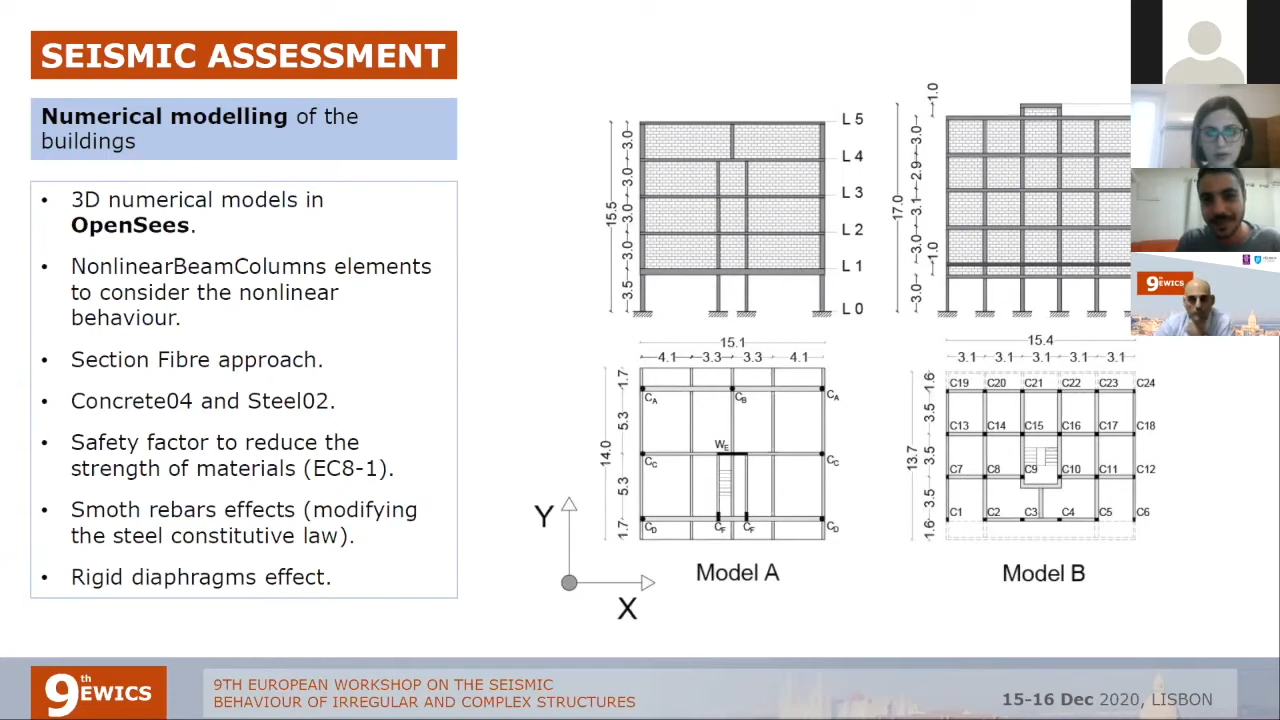 SEISMIC ASSESSMENT
Numerical modelling of the
buildings
• 3D numerical models in
OpenSees.
• NonlinearBeamColumns elements
to consider the nonlinear
behaviour.
• Section Fibre approach.
• Concrete04 and Steel02.
• Safety factor to reduce the
strength of materials (EC8-1).
• Smoth rebars effects (modifying
the steel constitutive law).
• Rigid diaphragms effect.
15.5
3.0
3.0
3.0
3.0
3.5
L 5
L 4
L 3
L 2
L 1
L 0
17.0
1.0
3.0
2.9
3.1
3.0
1.0
3.0
15.1
4.1 3.3 3.3 4.1
14.0
1.7
5.3
5.3
1.7
CA CB CA
WE
CC CC
CD CF CF CD
Y
X
Model A
15.4
3.1 3.1 3.1 3.1 3.1
13.7
1.6
3.5
3.5
3.5
1.6
C19 C20 C21 C22 C23 C24
C13 C14 C15 C16 C17 C18
C7 C8 C9 C10 C11 C12
C1 C2 C3 C4 C5 C6
Model B
9th EWICS
9th EWICS
9TH EUROPEAN WORKSHOP ON THE SEISMIC
BEHAVIOUR OF IRREGULAR AND COMPLEX STRUCTURES
15-16 Dec 2020, LISBON